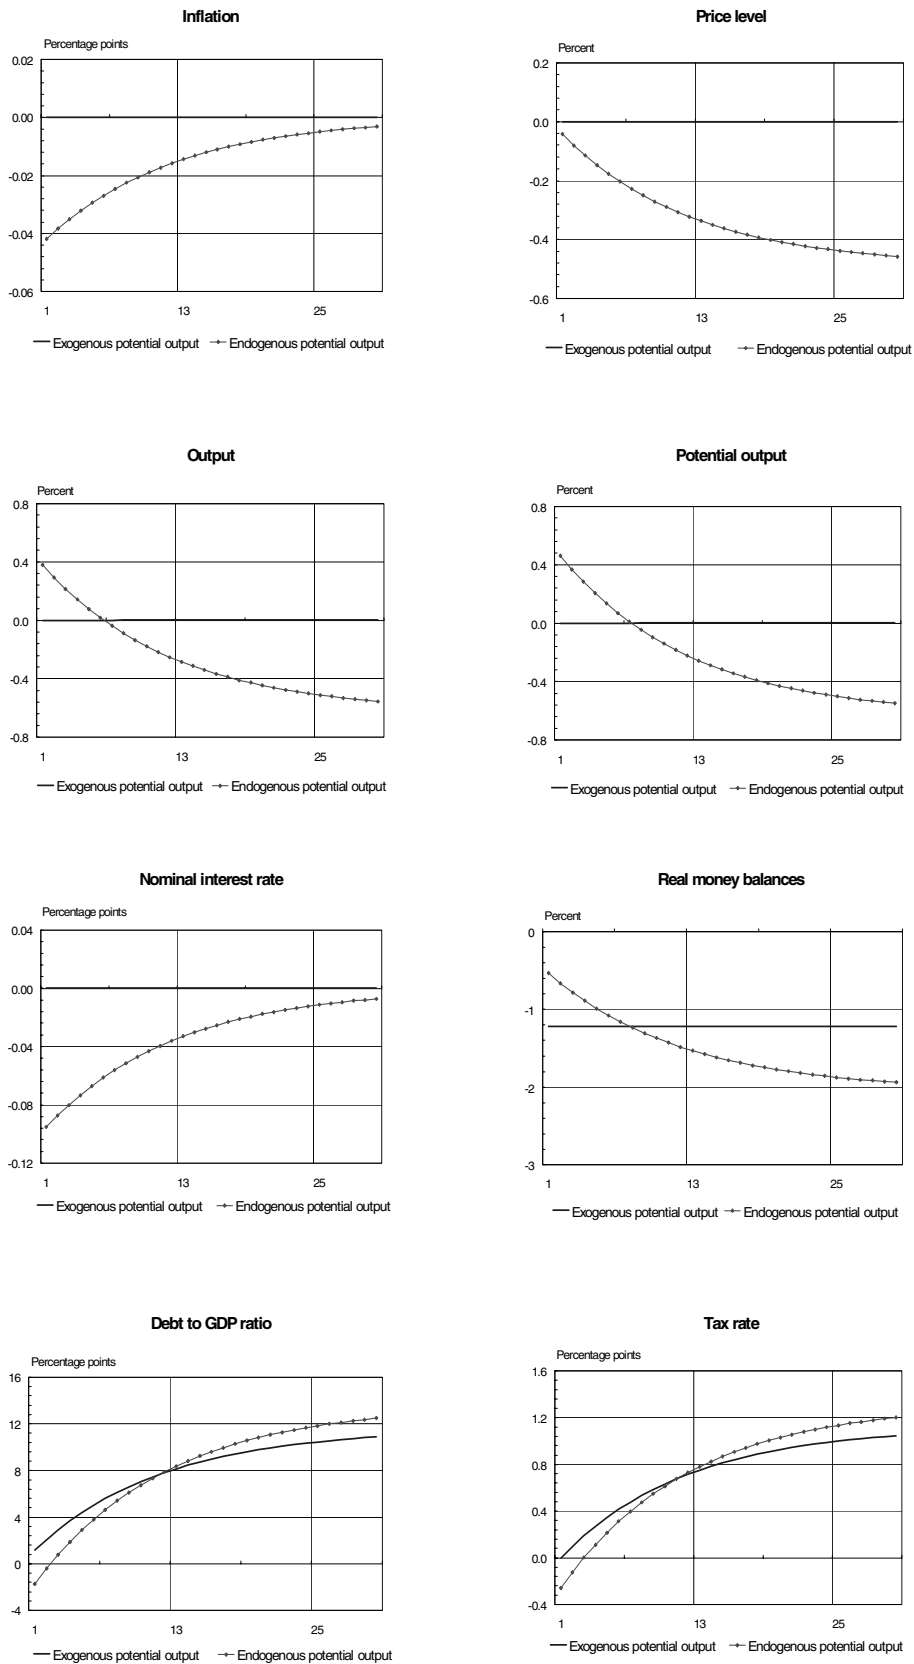 Inflation
Percentage points
0.02
0.00
-0.02
-0.04
-0.06
1 13 25
Exogenous potential output Endogenous potential output
Price level
Percent
0.2
0.0
-0.2
-0.4
-0.6
1 13 25
Exogenous potential output Endogenous potential output
Output
Percent
0.8
0.4
0.0
-0.4
-0.8
1 13 25
Exogenous potential output Endogenous potential output
Potential output
Percent
0.8
0.4
0.0
-0.4
-0.8
1 13 25
Exogenous potential output Endogenous potential output
Nominal interest rate
Percentage points
0.04
0.00
-0.04
-0.08
-0.12
1 13 25
Exogenous potential output Endogenous potential output
Real money balances
Percent
0
-1
-2
-3
1 13 25
Exogenous potential output Endogenous potential output
Debt to GDP ratio
Percentage points
16
12
8
4
0
-4
1 13 25
Exogenous potential output Endogenous potential output
Tax rate
Percentage points
1.6
1.2
0.8
0.4
0.0
-0.4
1 13 25
Exogenous potential output Endogenous potential output